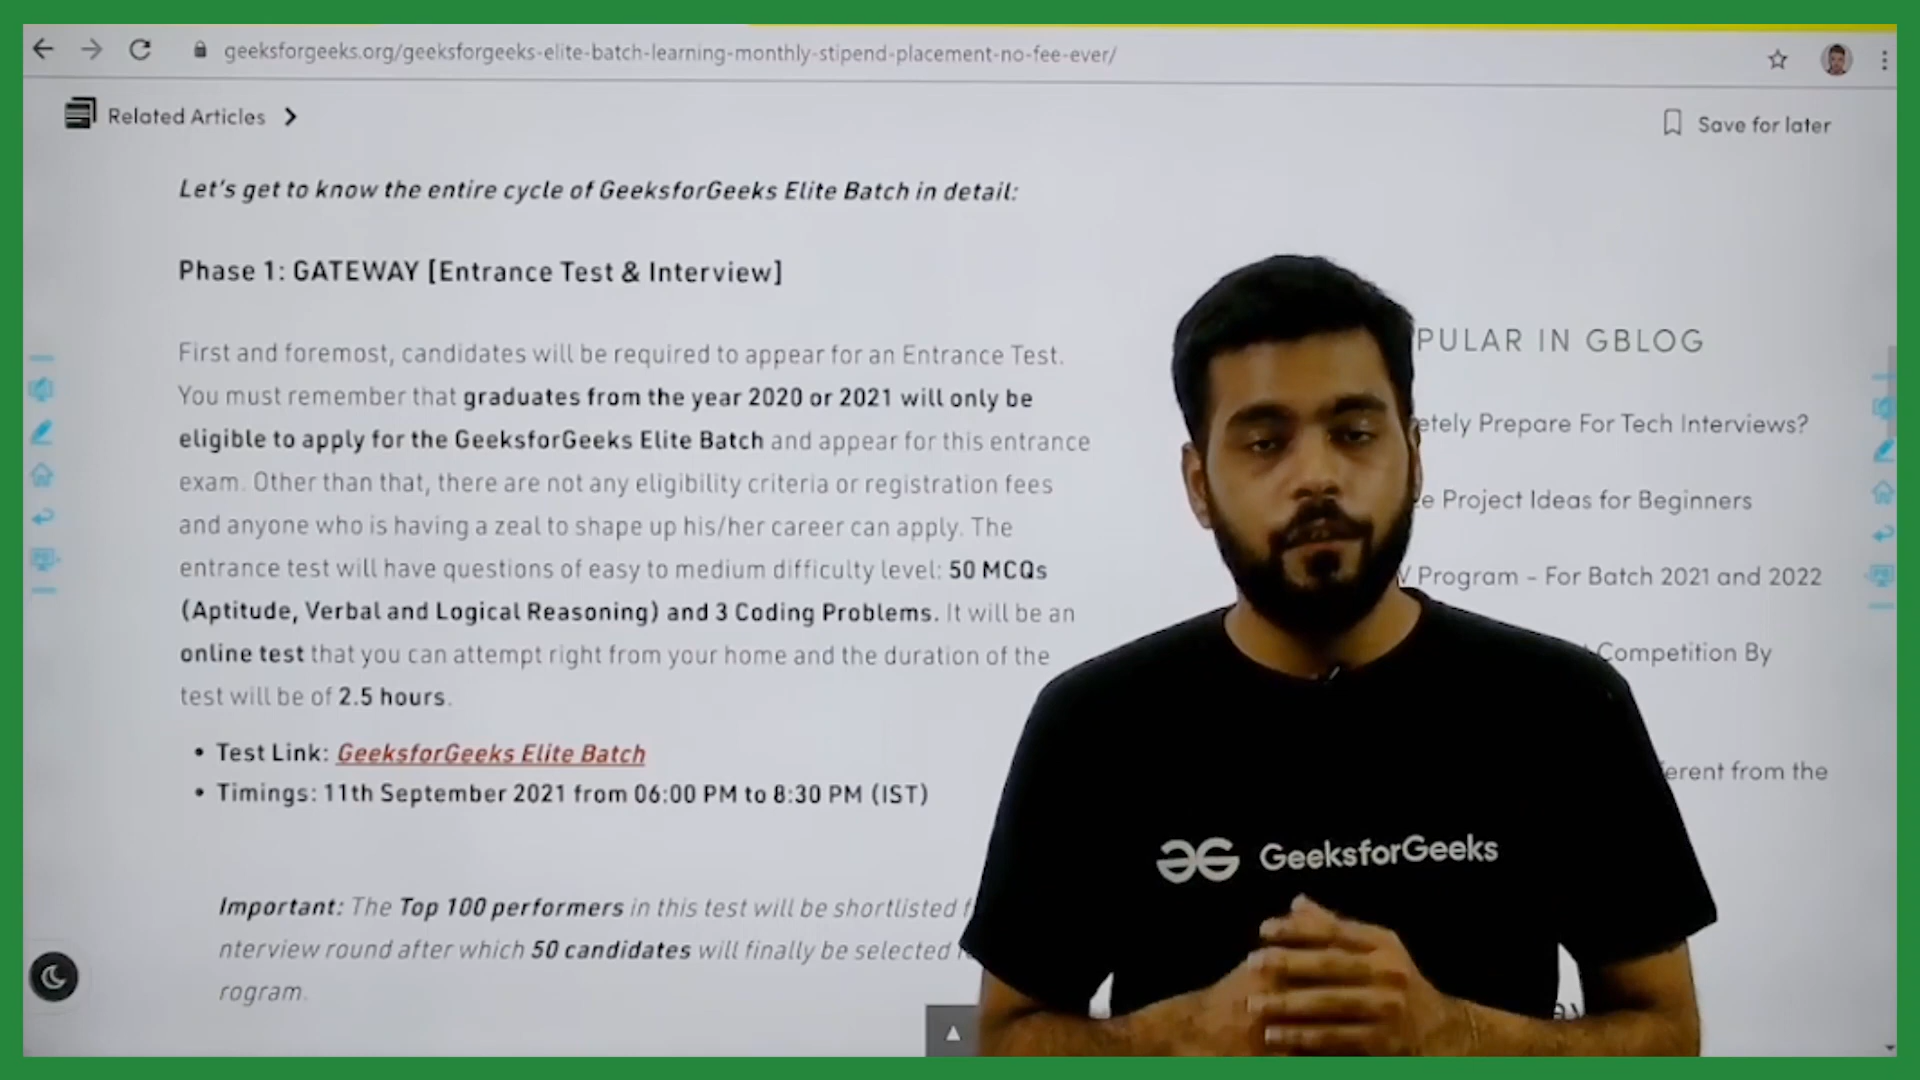 geeksforgeeks.org/geeksforgeeks-elite-batch-learning-monthly-stipend-placement-no-fee-ever/
Related Articles
Save for later
Let's get to know the entire cycle of GeeksforGeeks Elite Batch in detail:
Phase 1: GATEWAY [Entrance Test & Interview]
First and foremost, candidates will be required to appear for an Entrance Test.
You must remember that graduates from the year 2020 or 2021 will only be
eligible to apply for the GeeksforGeeks Elite Batch and appear for this entrance
exam. Other than that, there are not any eligibility criteria or registration fees
and anyone who is having a zeal to shape up his/her career can apply. The
entrance test will have questions of easy to medium difficulty level: 50 MCQs
(Aptitude, Verbal and Logical Reasoning) and 3 Coding Problems. It will be an
online test that you can attempt right from your home and the duration of the
test will be of 2.5 hours.
• Test Link: GeeksforGeeks Elite Batch
• Timings: 11th September 2021 from 06:00 PM to 8:30 PM (IST)
Important: The Top 100 performers in this test will be shortlisted
nterview round after which 50 candidates will finally be selected
rogram.
PULAR IN GBLOG
etely Prepare For Tech Interviews?
e Project Ideas for Beginners
Program - For Batch 2021 and 2022
Competition By
erent from the
GeeksforGeeks